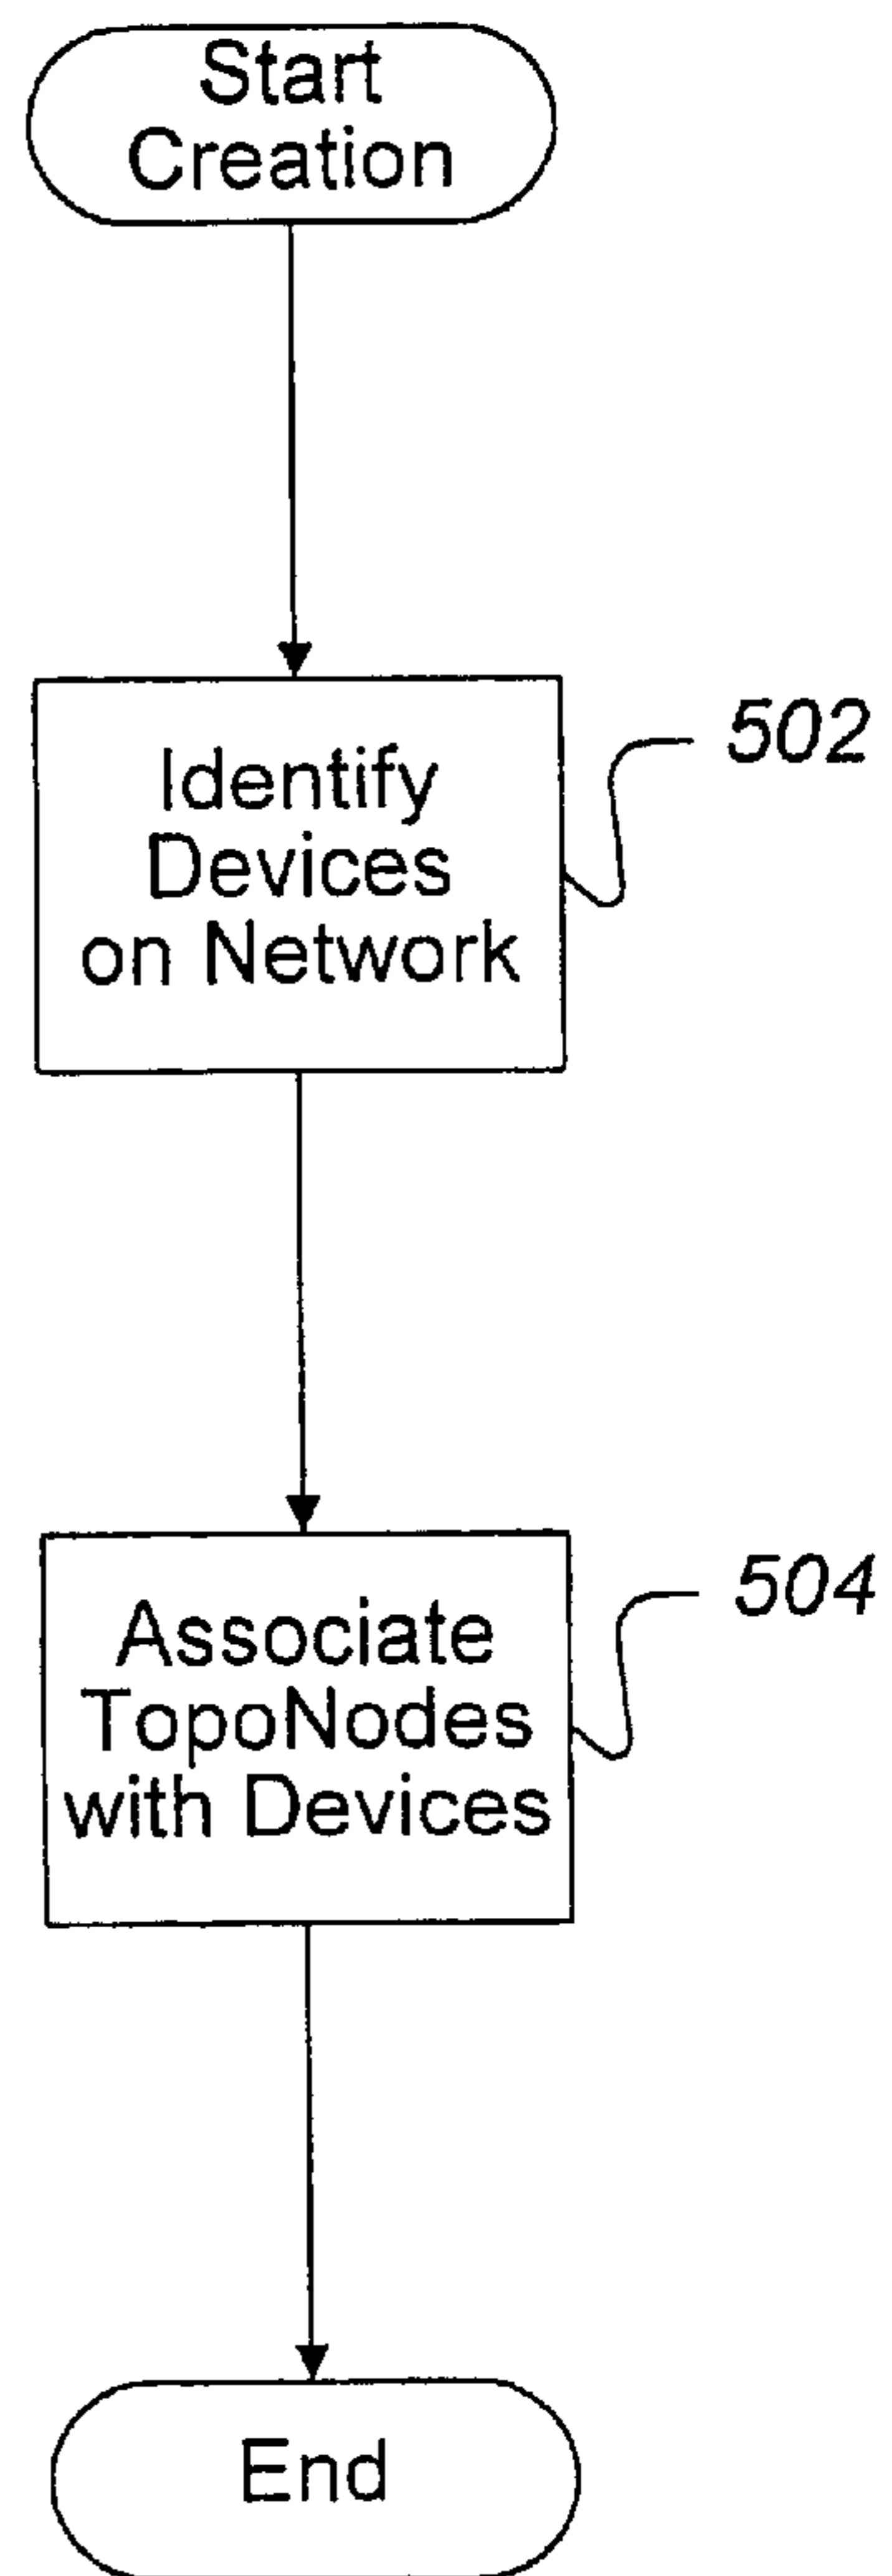 Start
Creation
Identify
Devices
on Network
502
Associate
TopoNodes
with Devices
504
End